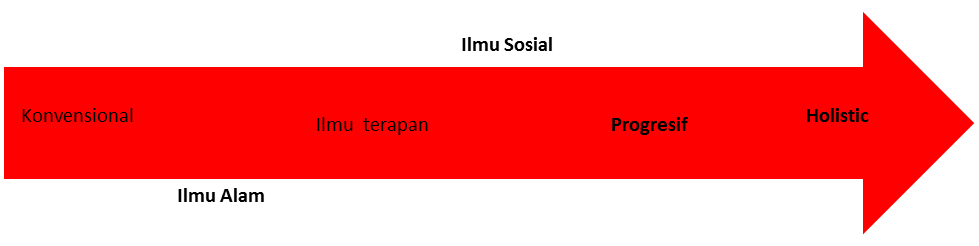 Ilmu Sosial
Konvensional
Ilmu terapan
Progresif
Holistic
Ilmu Alam